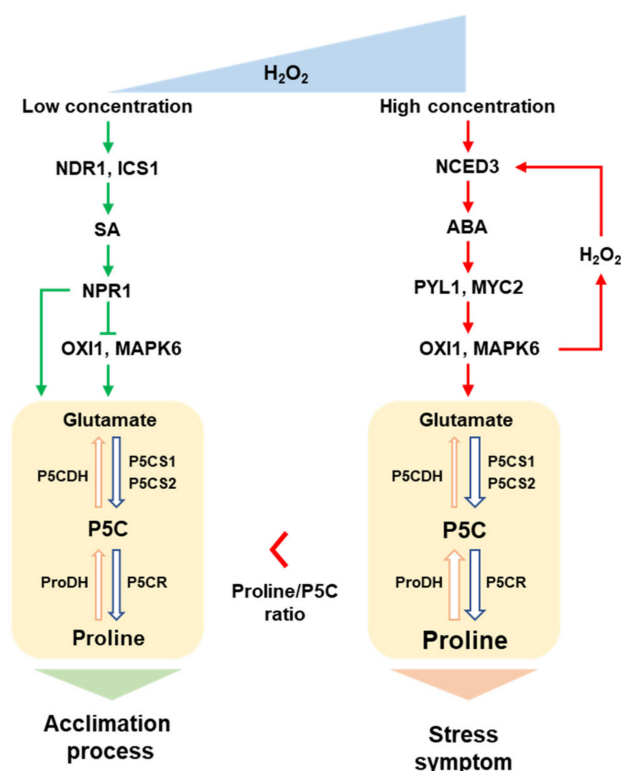 H₂O₂
Low concentration
NDR1, ICS1
SA
NPR1
OXI1, MAPK6
Glutamate
P5CDH
P5CS1
P5CS2
P5C
ProDH
P5CR
Proline
Acclimation
process
Proline/P5C
ratio
<
High concentration
NCED3
ABA
H₂O₂
PYL1, MYC2
OXI1, MAPK6
Glutamate
P5CDH
P5CS1
P5CS2
P5C
ProDH
P5CR
Proline
Stress
symptom